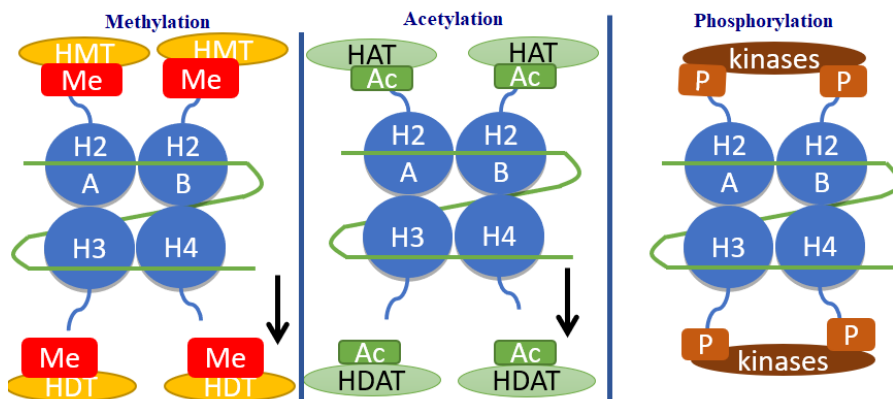 Methylation
HMT
HMT
Me
Me
H2
A
H2
B
H3
H4
Me
HDT
Me
HDT
Acetylation
HAT
HAT
Ac
Ac
H2
A
H2
B
H3
H4
Ac
HDAT
Ac
HDAT
Phosphorylation
kinases
P
P
H2
A
H2
B
H3
H4
P
P
kinases